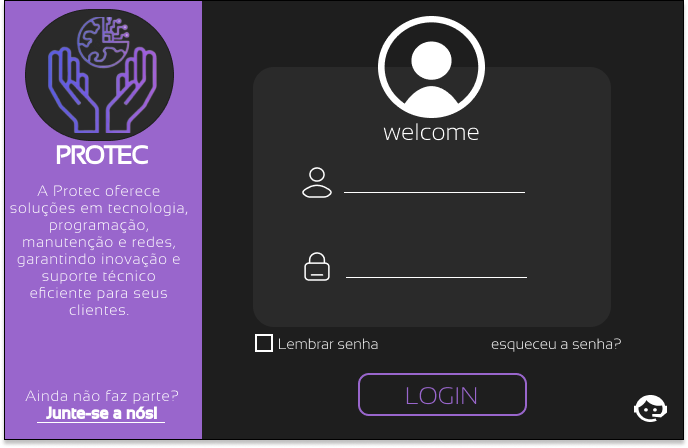 PROTEC
A Protec oferece
soluções em tecnologia,
programação,
manutenção e redes,
garantindo inovação e
suporte técnico
eficiente para seus
clientes.
Ainda não faz parte?
Junte-se a nós!
welcome
Lembrar senha
esqueceu a senha?
LOGIN